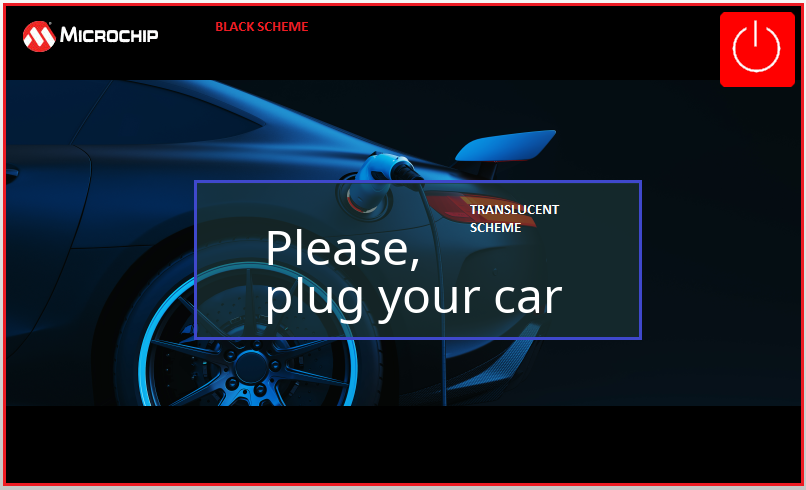 MICROCHIP
BLACK SCHEME
TRANSLUCENT
SCHEME
Please,
plug your car